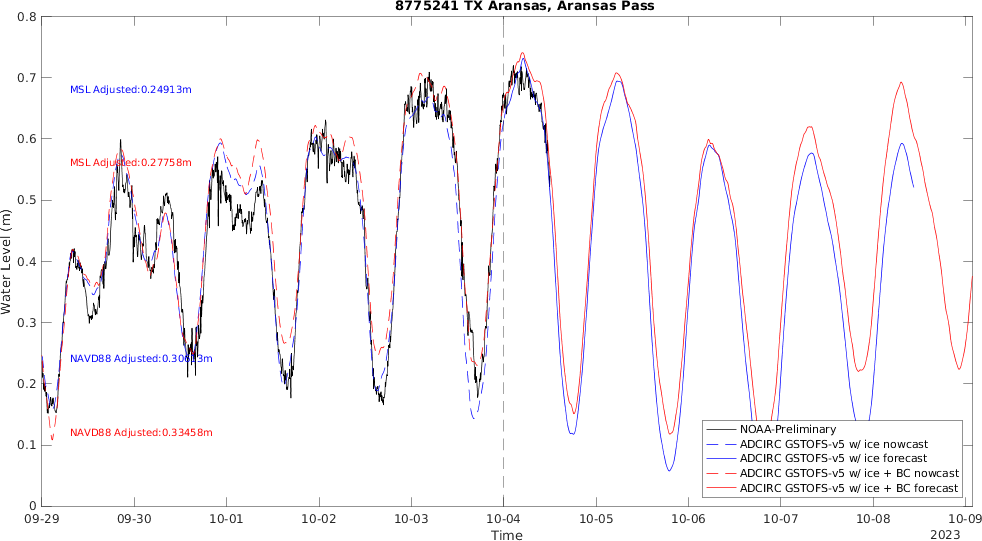 8775241 TX Aransas, Aransas Pass
0.8
0.7
0.6
0.5
0.4
0.3
0.2
0.1
0
Water Level (m)
MSL Adjusted:0.24913m
MSL Adjusted:0.27758m
NAVD88 Adjusted:0.33458m
NOAA-Preliminary
ADCIRC GSTOFS-v5 w/ ice nowcast
ADCIRC GSTOFS-v5 w/ ice forecast
ADCIRC GSTOFS-v5 w/ ice + BC nowcast
ADCIRC GSTOFS-v5 w/ ice + BC forecast
09-29
09-30
10-01
10-02
10-03
10-04
10-05
10-06
10-07
10-08
10-09
Time
2023